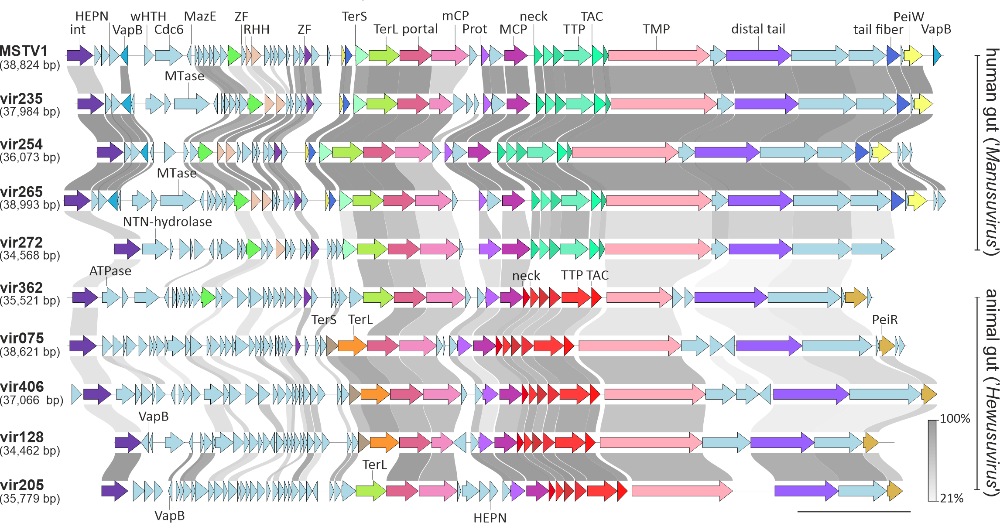 HEPN wHTH MazE ZF TerS mCP neck TAC PeiW
int VapB Cdc6 RHH ZF TerL portal Prot MCP TTP TMP distal tail tail fiber VapB
MSTV1
(38,824 bp)
MTase
vir235
(37,984 bp)
vir254
(36,073 bp)
MTase
vir265
(38,993 bp)
NTN-hydrolase
vir272
(34,568 bp)
human gut ('Manusuvirus')
ATPase
neck TTP TAC
vir362
(35,521 bp)
TerS TerL PeiR
vir075
(38,621 bp)
vir406
(37,066 bp)
VapB
vir128
(34,462 bp)
TerL
vir205
(35,779 bp)
VapB
HEPN
animal gut ('Hewusuvirus')
100%
21%